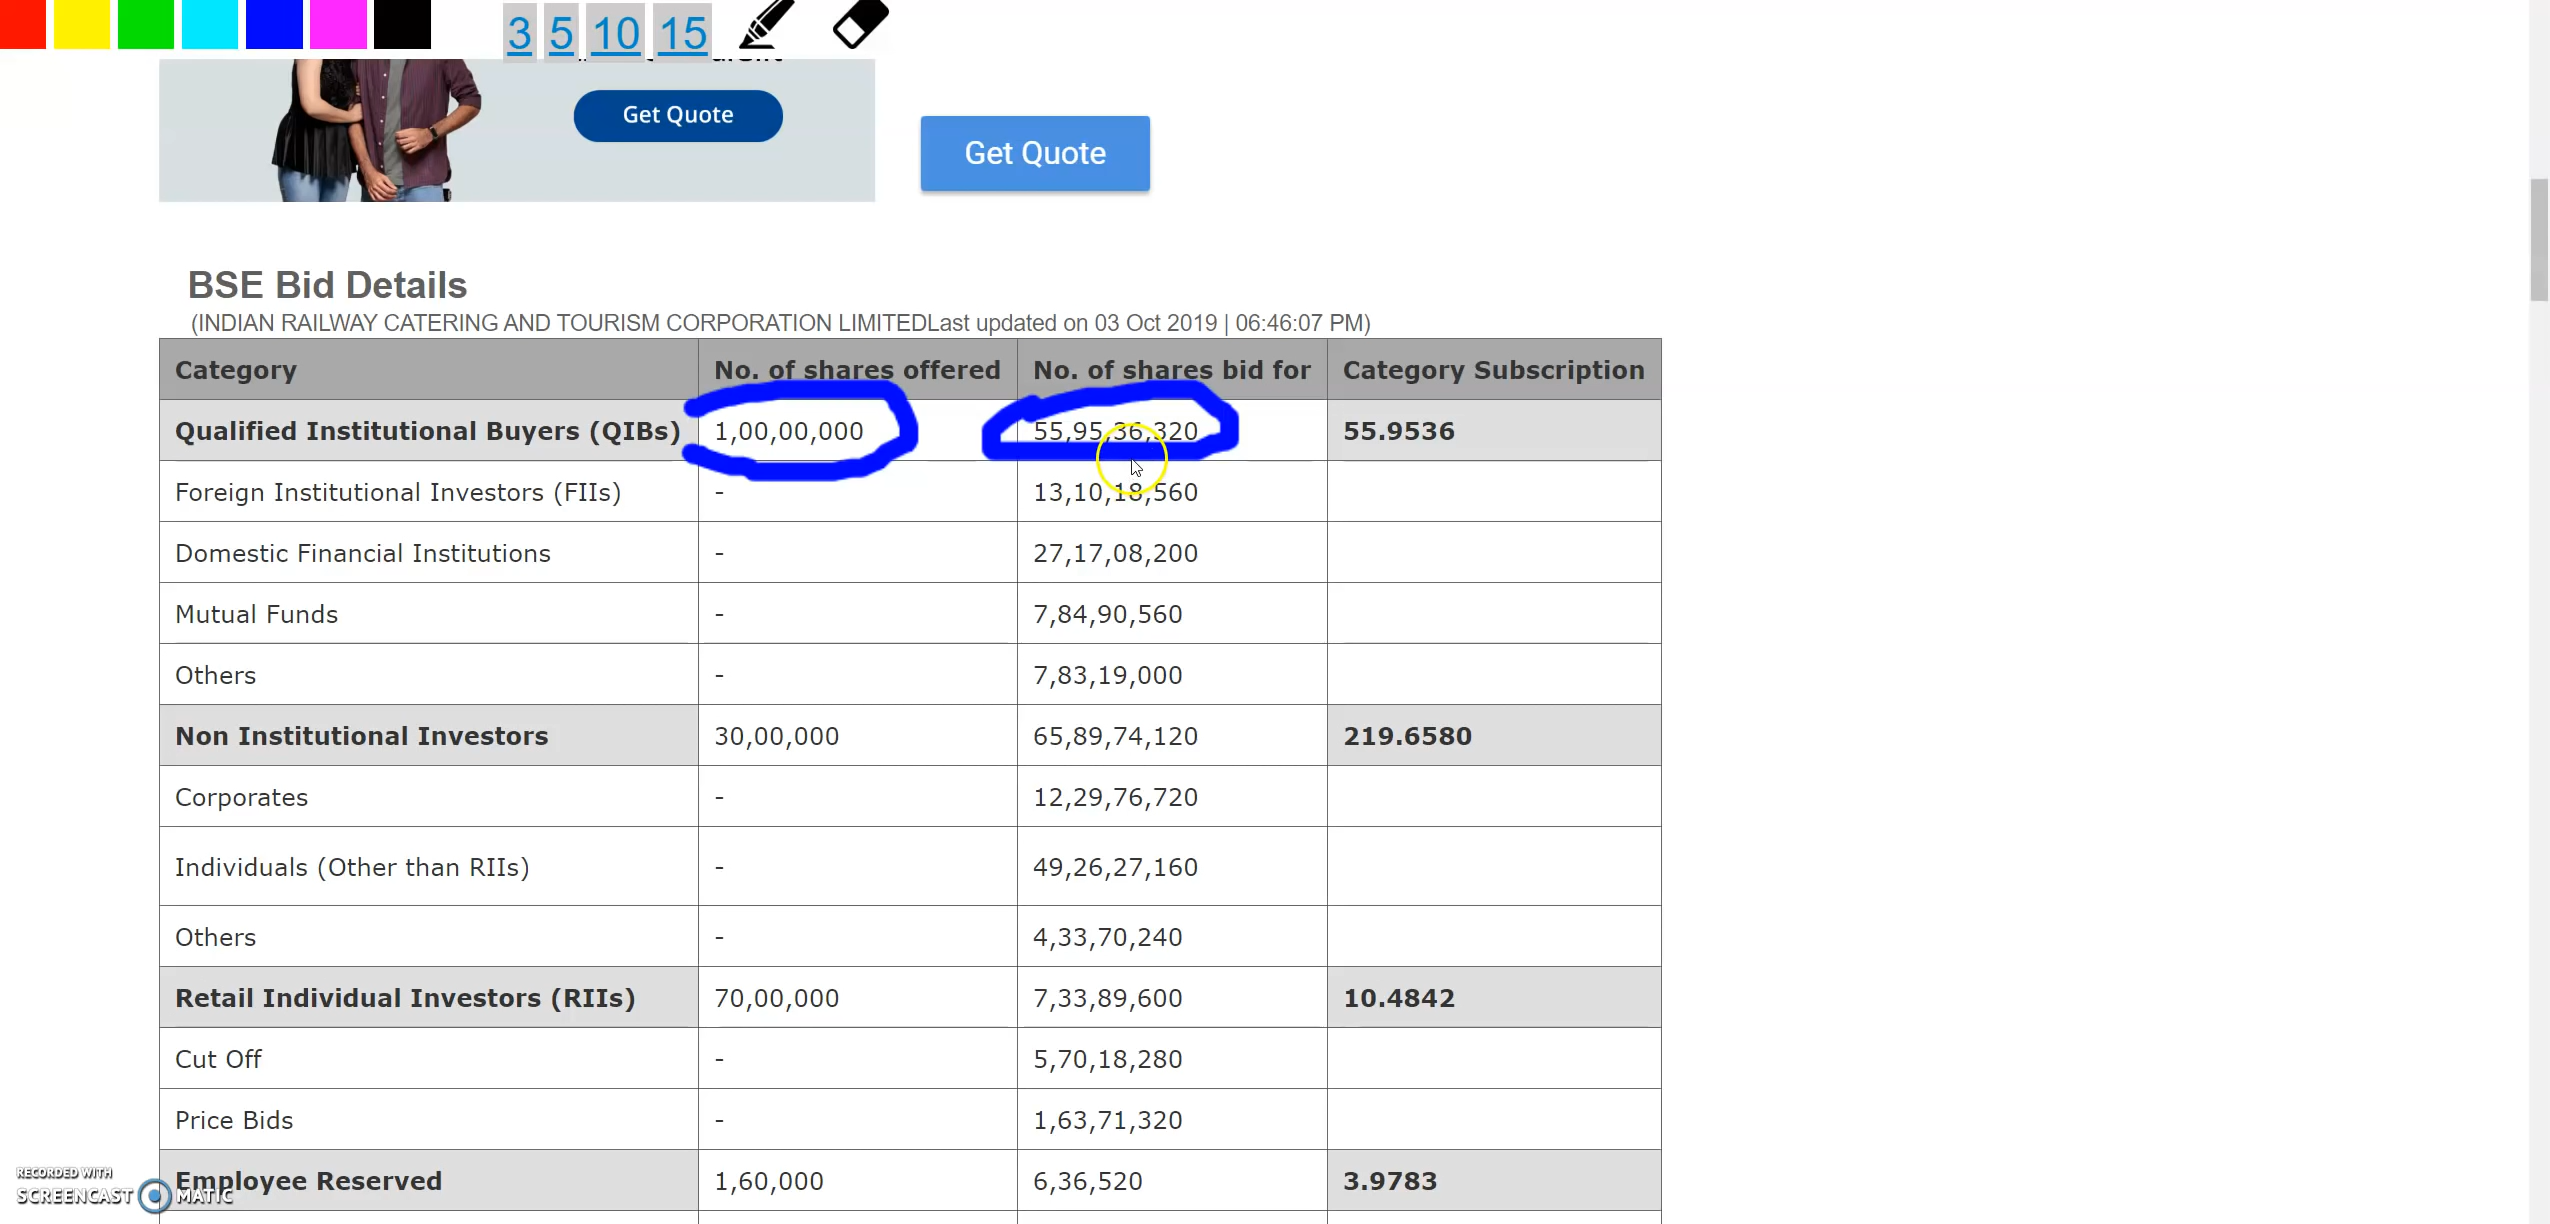 3 5 10 15
Get Quote
Get Quote
BSE Bid Details
(INDIAN RAILWAY CATERING AND TOURISM CORPORATION LIMITEDLast updated on 03 Oct 2019 | 06:46:07 PM)
Category No. of shares offered No. of shares bid for Category Subscription
Qualified Institutional Buyers (QIBs) 1,00,00,000 55,95,36,320 55.9536
Foreign Institutional Investors (FIIs) - 13,10,18,560
Domestic Financial Institutions - 27,17,08,200
Mutual Funds - 7,84,90,560
Others - 7,83,19,000
Non Institutional Investors 30,00,000 65,89,74,120 219.6580
Corporates - 12,29,76,720
Individuals (Other than RIIs) - 49,26,27,160
Others - 4,33,70,240
Retail Individual Investors (RIIs) 70,00,000 7,33,89,600 10.4842
Cut Off - 5,70,18,280
Price Bids - 1,63,71,320
Employee Reserved 1,60,000 6,36,520 3.9783
RECORDED WITH
SCREENCAST MATIC